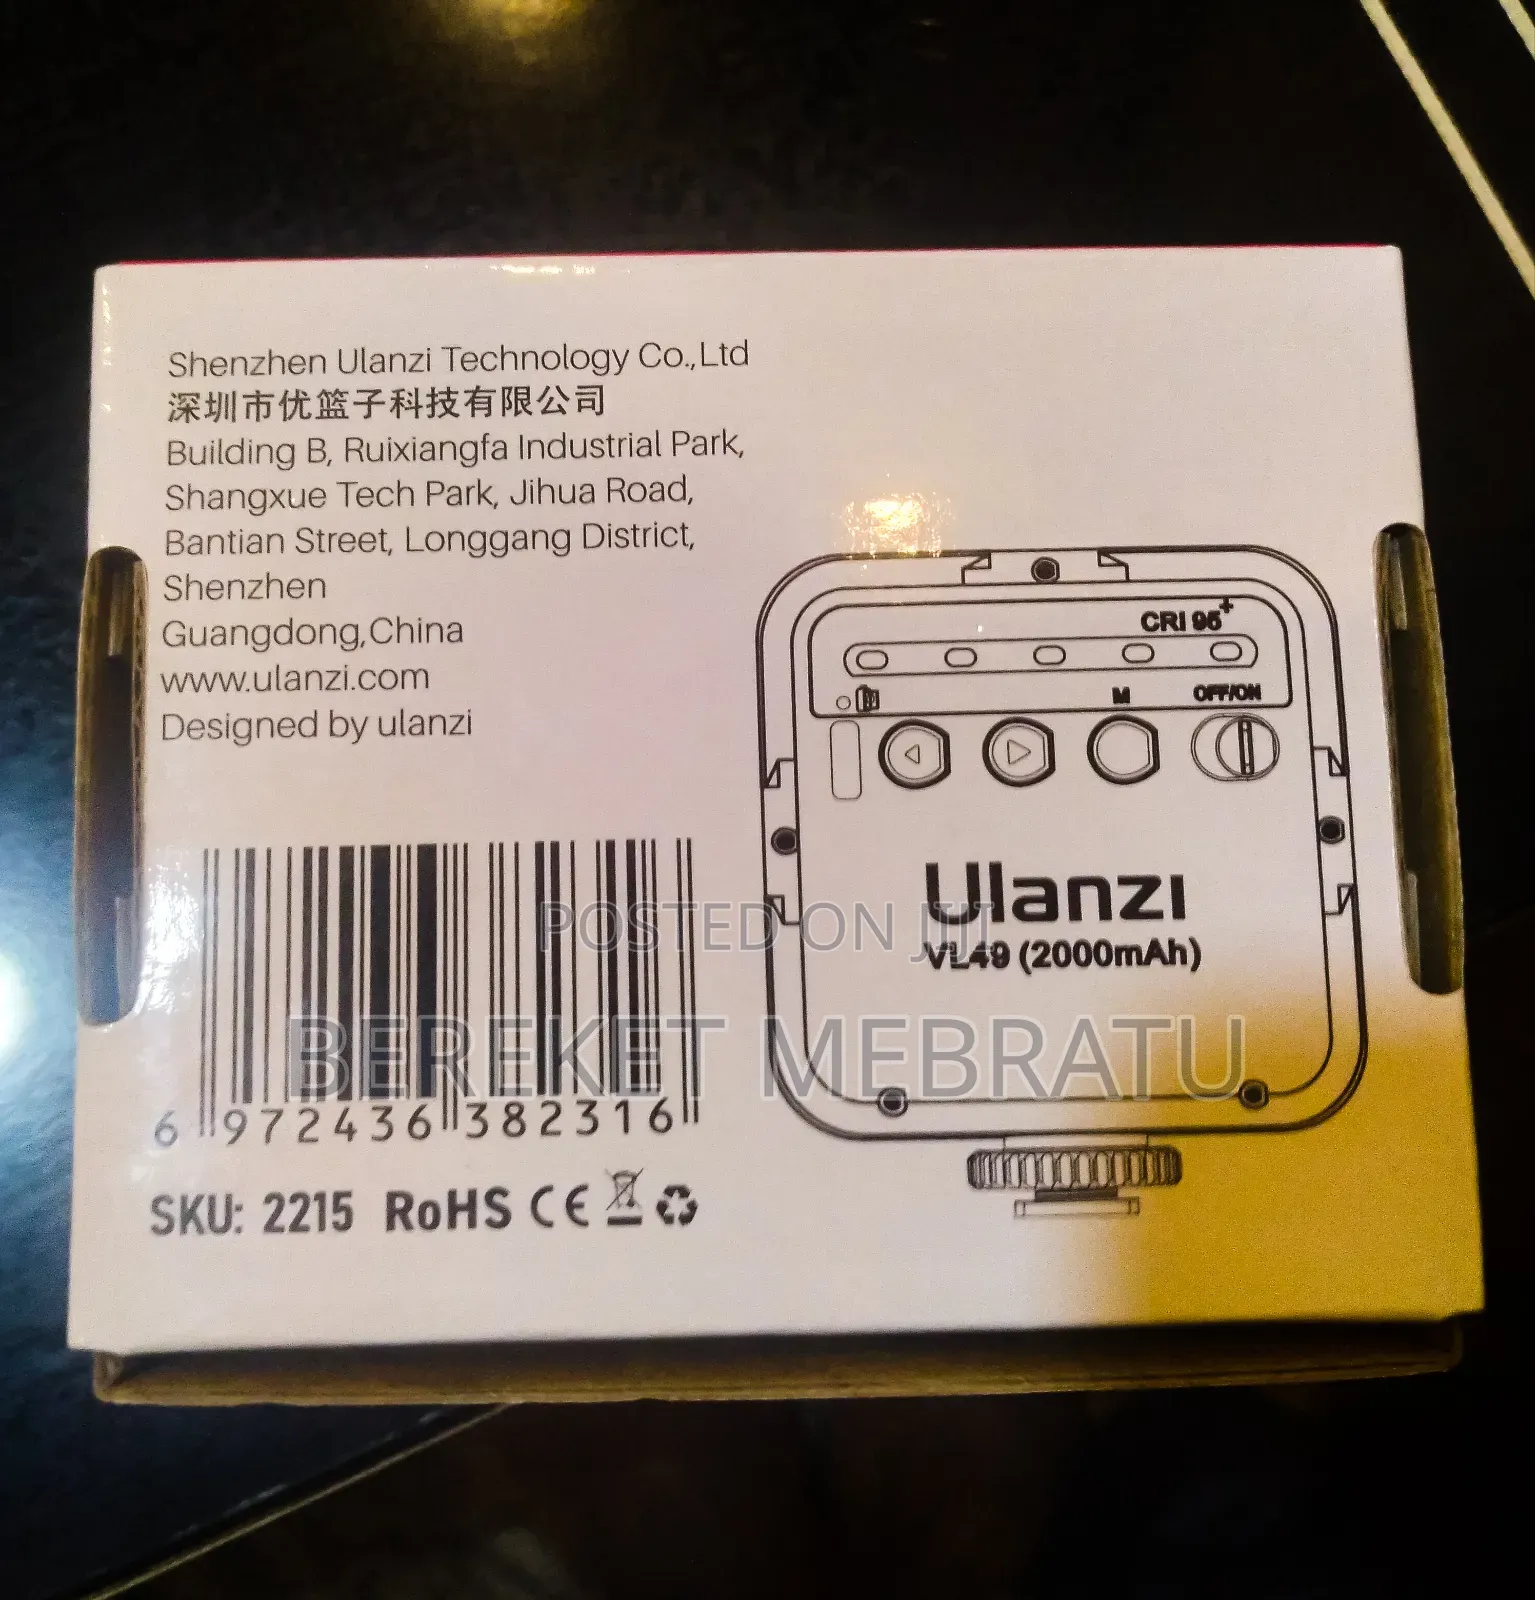 Shenzhen Ulanzi Technology Co.,Ltd
深圳市优篮子科技有限公司
Building B, Ruixiangfa Industrial Park,
Shangxue Tech Park, Jihua Road,
Bantian Street, Longgang District,
Shenzhen
Guangdong,China
www.ulanzi.com
Designed by ulanzi
CRI 95+
M OFF/ON
Ulanzi
VL49 (2000mAh)
POSTED ON JIJI
BEREKET MEBRATU
6 972436 382316
SKU: 2215 RoHS CE